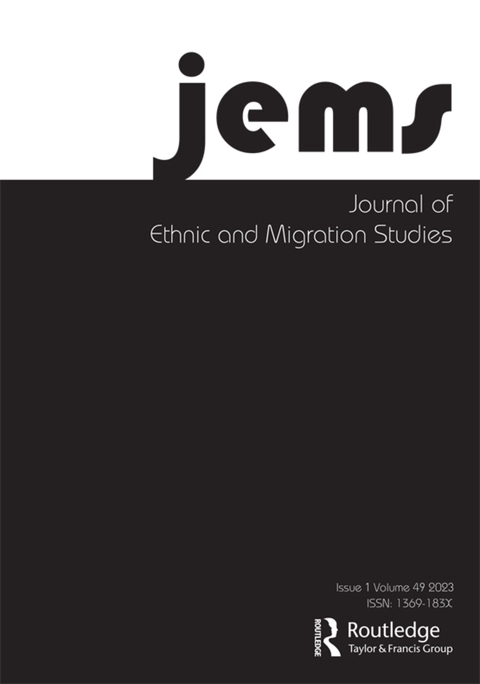 jems
Journal of
Ethnic and Migration Studies
Issue 1 Volume 49 2023
ISSN: 1369-183X
ROUTLEDGE
Routledge
Taylor & Francis Group